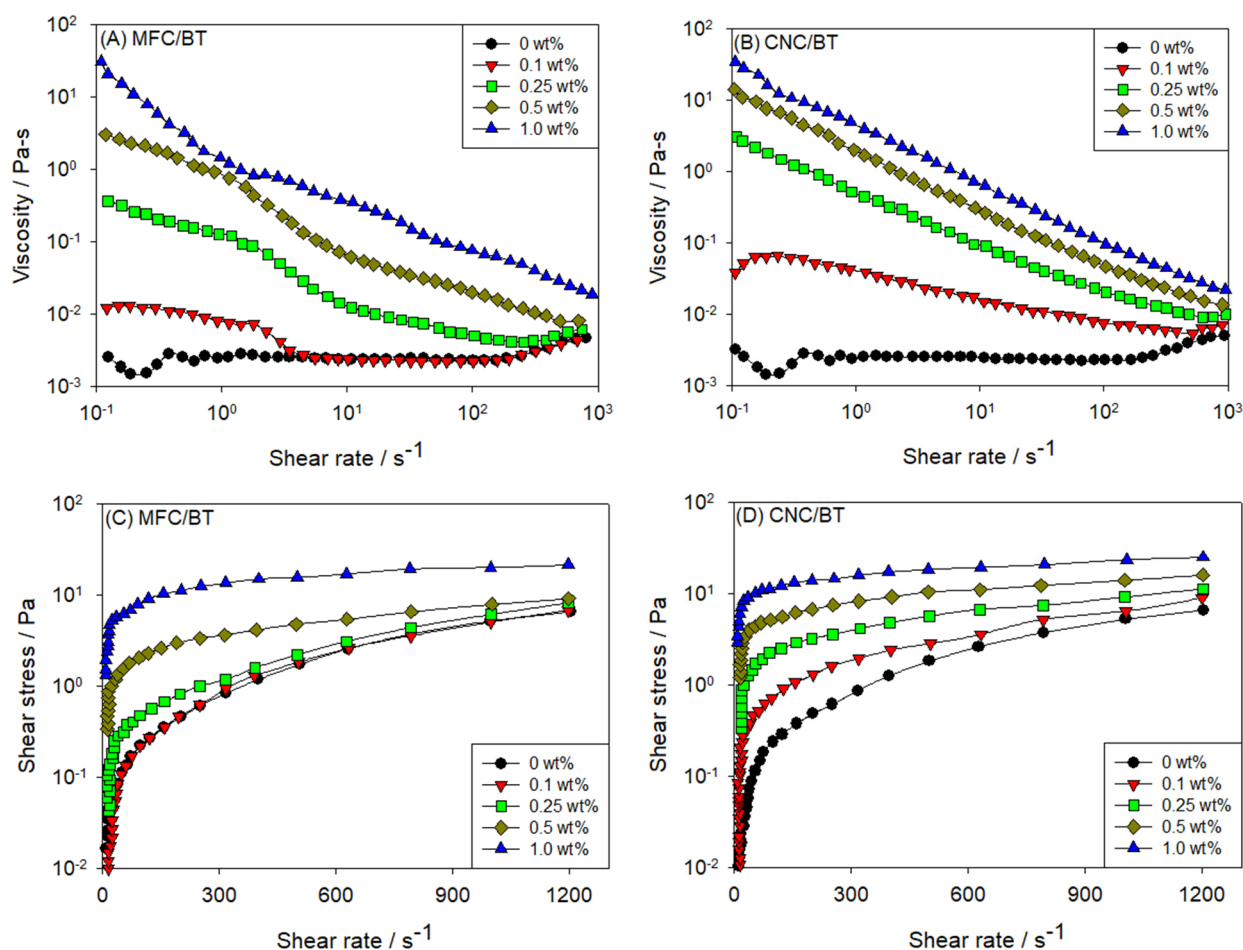 (A) MFC/BT
0 wt%
0.1 wt%
0.25 wt%
0.5 wt%
1.0 wt%
10²
10¹
10⁰
10⁻¹
10⁻²
10⁻³
Viscosity / Pa-s
10⁻¹ 10⁰ 10¹ 10² 10³
Shear rate / s⁻¹
(B) CNC/BT
0 wt%
0.1 wt%
0.25 wt%
0.5 wt%
1.0 wt%
10²
10¹
10⁰
10⁻¹
10⁻²
10⁻³
Viscosity / Pa-s
10⁻¹ 10⁰ 10¹ 10² 10³
Shear rate / s⁻¹
(C) MFC/BT
10²
10¹
10⁰
10⁻¹
10⁻²
Shear stress / Pa
0 wt%
0.1 wt%
0.25 wt%
0.5 wt%
1.0 wt%
0 300 600 900 1200
Shear rate / s⁻¹
(D) CNC/BT
10²
10¹
10⁰
10⁻¹
10⁻²
Shear stress / Pa
0 wt%
0.1 wt%
0.25 wt%
0.5 wt%
1.0 wt%
0 300 600 900 1200
Shear rate / s⁻¹